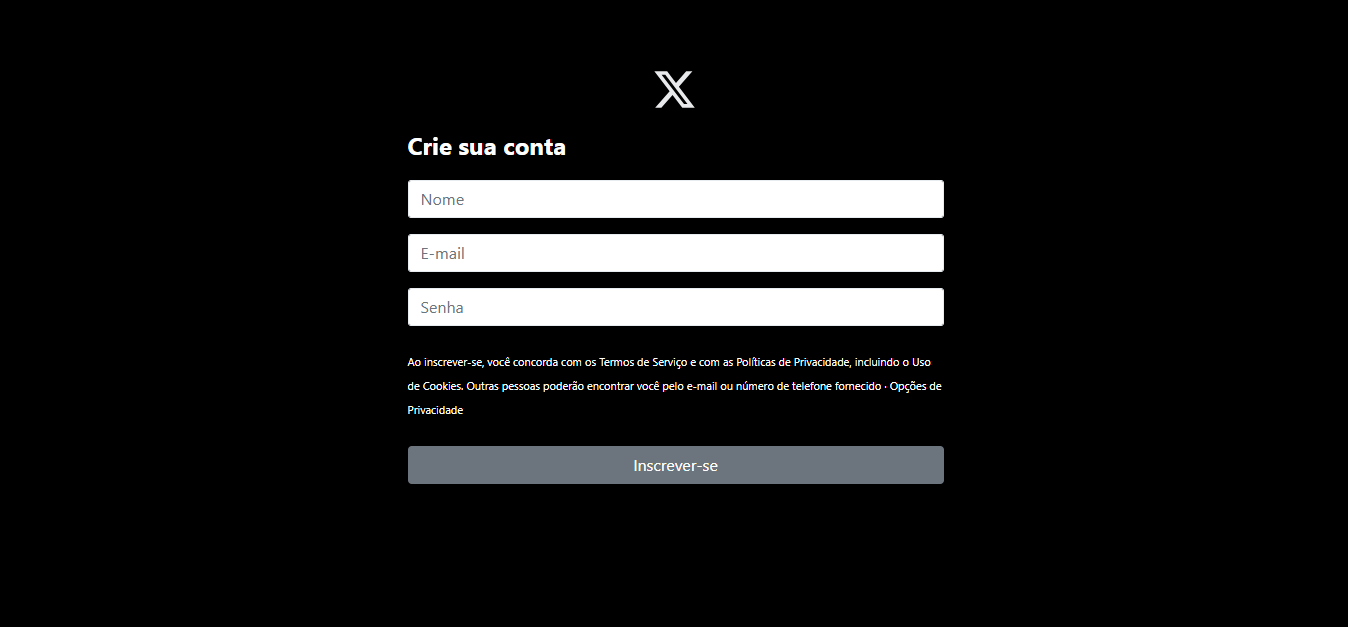 X
Crie sua conta
Nome
E-mail
Senha
Ao inscrever-se, você concorda com os Termos de Serviço e com as Políticas de Privacidade, incluindo o Uso
de Cookies. Outras pessoas poderão encontrar você pelo e-mail ou número de telefone fornecido · Opções de
Privacidade
Inscrever-se